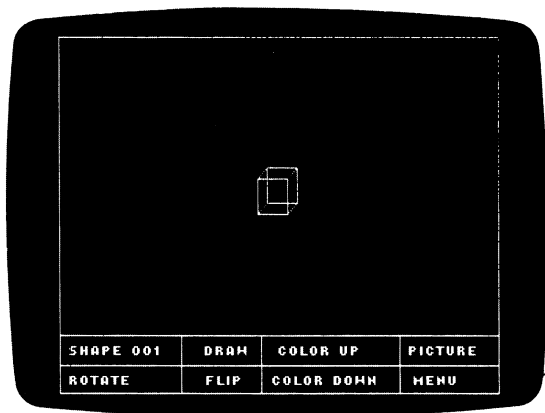 SHAPE 001 DRAW COLOR UP PICTURE
ROTATE FLIP COLOR DOWN MENU